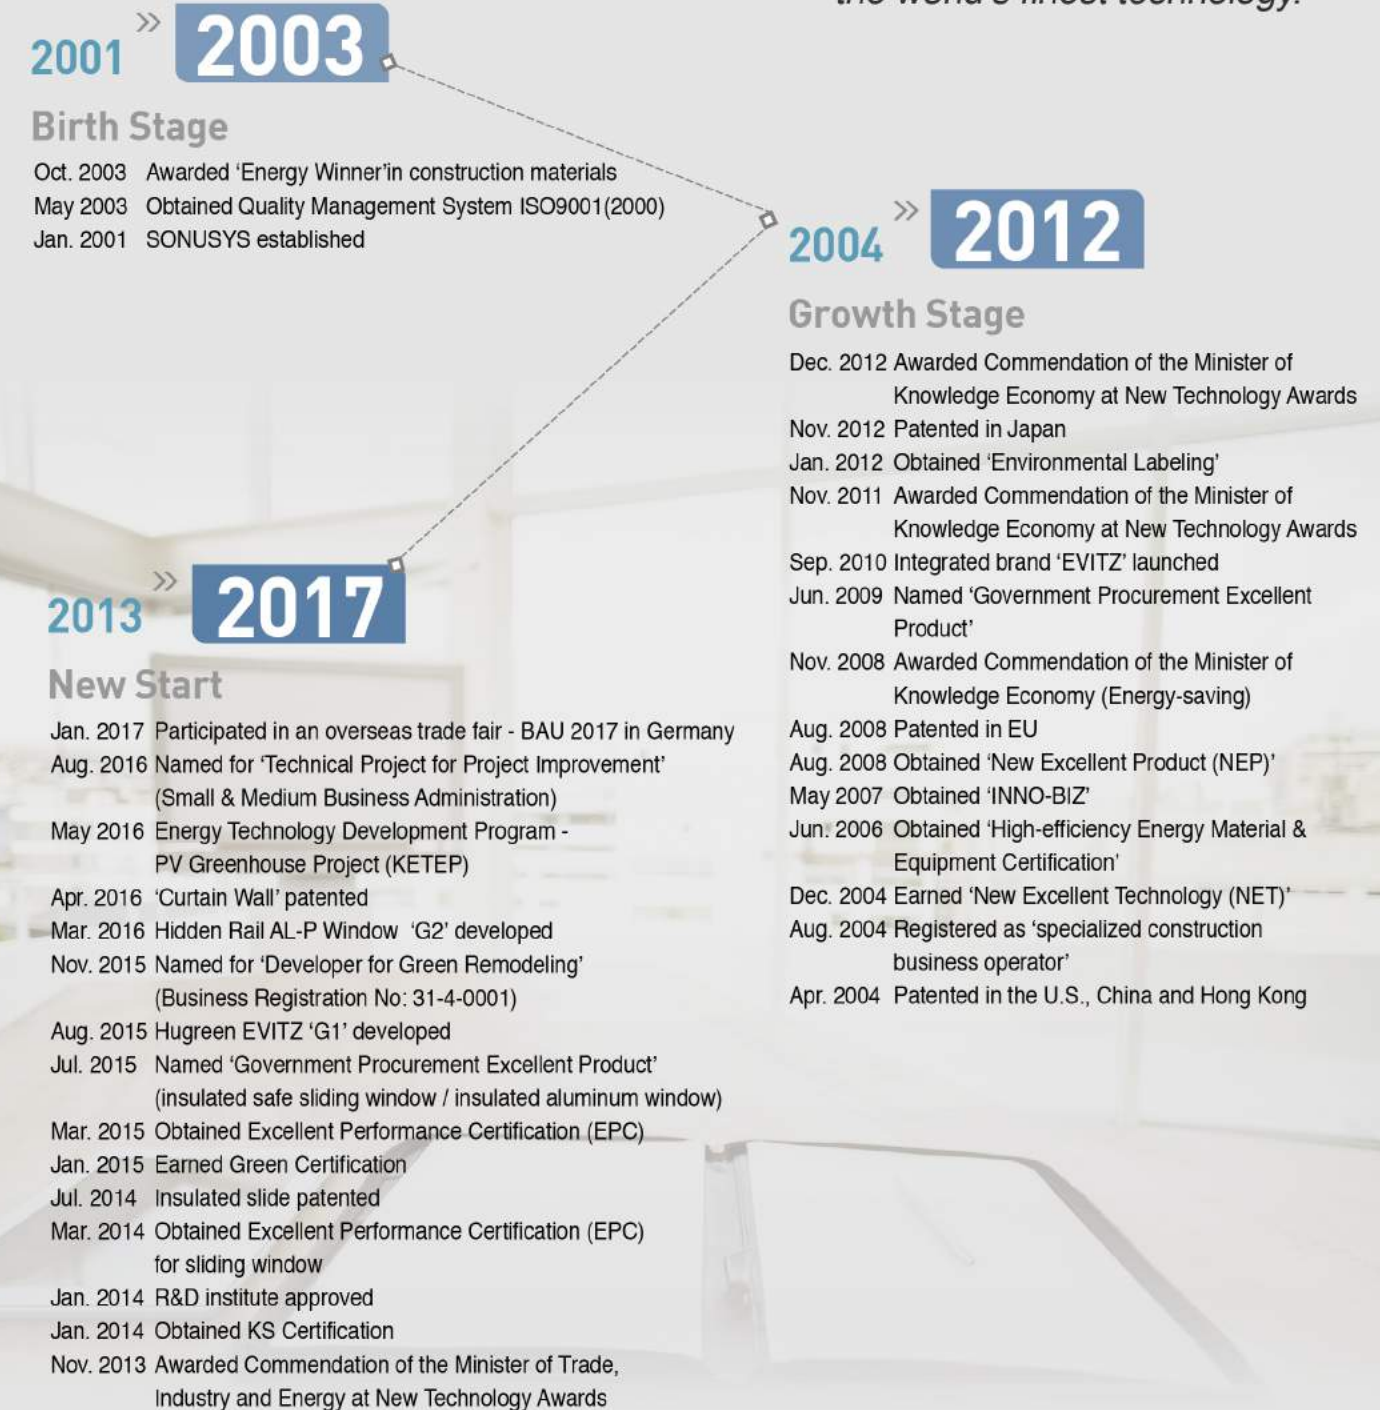 the world's finest technology.
2001 » 2003
Birth Stage
Oct. 2003 Awarded ‘Energy Winner’in construction materials
May 2003 Obtained Quality Management System ISO9001(2000)
Jan. 2001 SONUSYS established
2004 » 2012
Growth Stage
Dec. 2012 Awarded Commendation of the Minister of
Knowledge Economy at New Technology Awards
Nov. 2012 Patented in Japan
Jan. 2012 Obtained ‘Environmental Labeling’
Nov. 2011 Awarded Commendation of the Minister of
Knowledge Economy at New Technology Awards
Sep. 2010 Integrated brand ‘EVITZ’ launched
Jun. 2009 Named ‘Government Procurement Excellent
Product’
Nov. 2008 Awarded Commendation of the Minister of
Knowledge Economy (Energy-saving)
Aug. 2008 Patented in EU
Aug. 2008 Obtained ‘New Excellent Product (NEP)’
May 2007 Obtained ‘INNO-BIZ’
Jun. 2006 Obtained ‘High-efficiency Energy Material &
Equipment Certification’
Dec. 2004 Earned ‘New Excellent Technology (NET)’
Aug. 2004 Registered as ‘specialized construction
business operator’
Apr. 2004 Patented in the U.S., China and Hong Kong
2013 » 2017
New Start
Jan. 2017 Participated in an overseas trade fair - BAU 2017 in Germany
Aug. 2016 Named for ‘Technical Project for Project Improvement’
(Small & Medium Business Administration)
May 2016 Energy Technology Development Program -
PV Greenhouse Project (KETEP)
Apr. 2016 ‘Curtain Wall’ patented
Mar. 2016 Hidden Rail AL-P Window ‘G2’ developed
Nov. 2015 Named for ‘Developer for Green Remodeling’
(Business Registration No: 31-4-0001)
Aug. 2015 Hugreen EVITZ ‘G1’ developed
Jul. 2015 Named ‘Government Procurement Excellent Product’
(insulated safe sliding window / insulated aluminum window)
Mar. 2015 Obtained Excellent Performance Certification (EPC)
Jan. 2015 Earned Green Certification
Jul. 2014 Insulated slide patented
Mar. 2014 Obtained Excellent Performance Certification (EPC)
for sliding window
Jan. 2014 R&D institute approved
Jan. 2014 Obtained KS Certification
Nov. 2013 Awarded Commendation of the Minister of Trade,
Industry and Energy at New Technology Awards